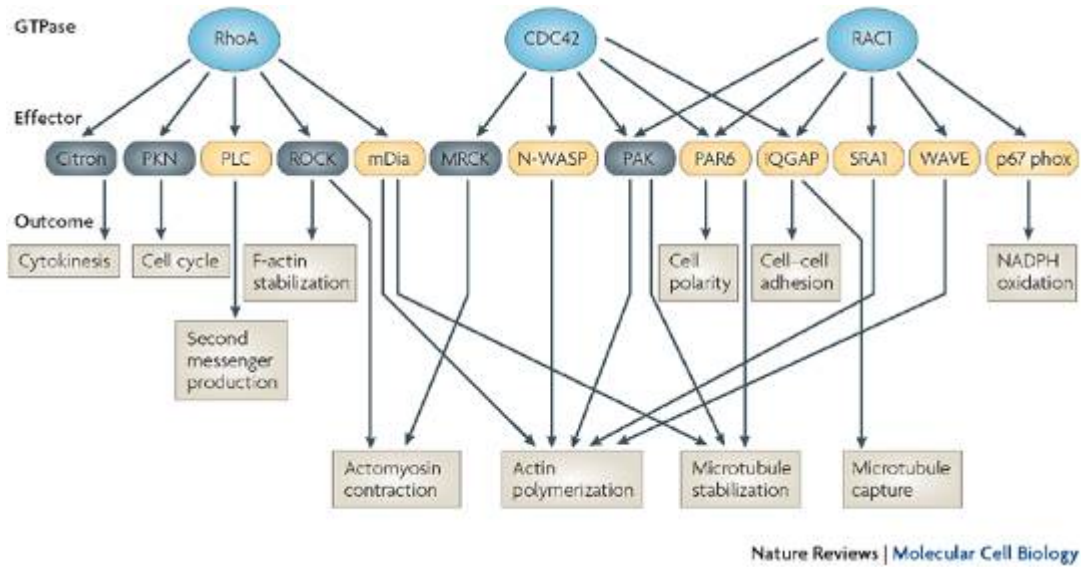 GTPase
RhoA
CDC42
RAC1
Effector
Citron
PKN
PLC
ROCK
mDia
MRCK
N-WASP
PAK
PAR6
IQGAP
SRA1
WAVE
p67 phox
Outcome
Cytokinesis
Cell cycle
F-actin
stabilization
Cell
polarity
Cell–cell
adhesion
NADPH
oxidation
Second
messenger
production
Actomyosin
contraction
Actin
polymerization
Microtubule
stabilization
Microtubule
capture
Nature Reviews | Molecular Cell Biology